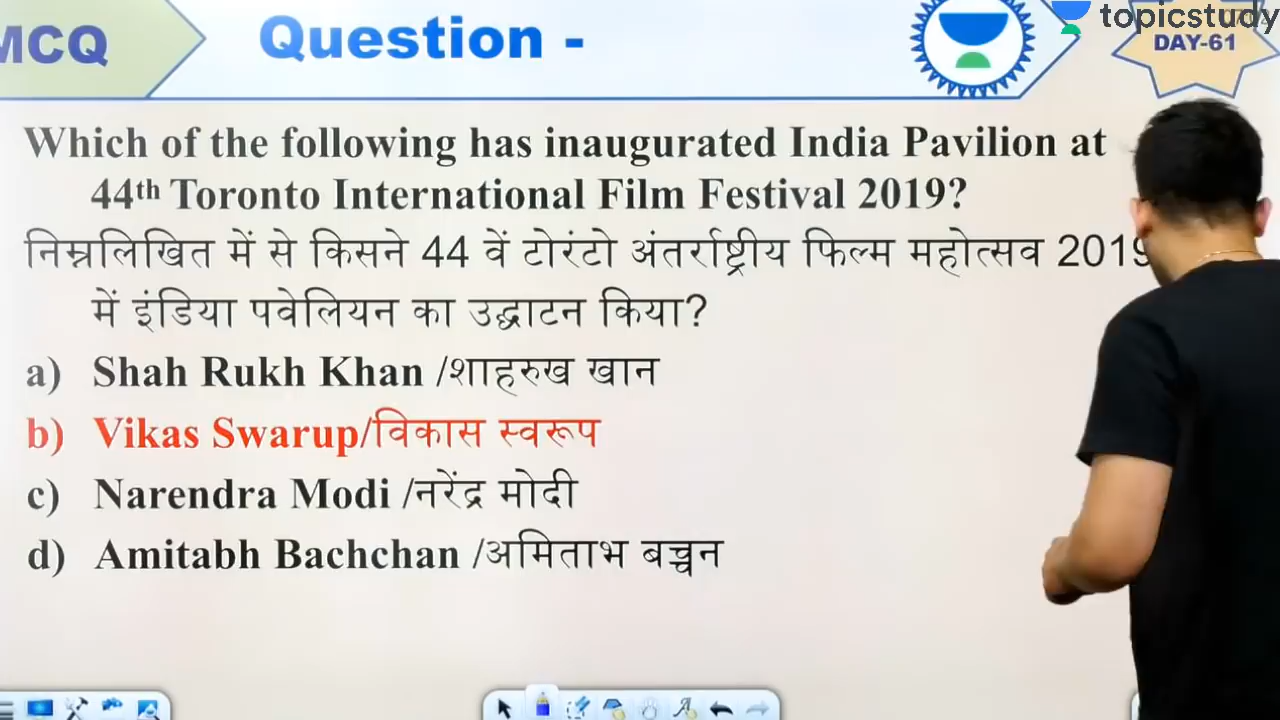 MCQ
Question -
topicstudy
DAY-61
Which of the following has inaugurated India Pavilion at
44th Toronto International Film Festival 2019?
निम्नलिखित में से किसने 44 वें टोरंटो अंतर्राष्ट्रीय फिल्म महोत्सव 2019
में इंडिया पवेलियन का उद्घाटन किया?
a) Shah Rukh Khan /शाहरुख खान
b) Vikas Swarup/विकास स्वरूप
c) Narendra Modi /नरेंद्र मोदी
d) Amitabh Bachchan /अमिताभ बच्चन